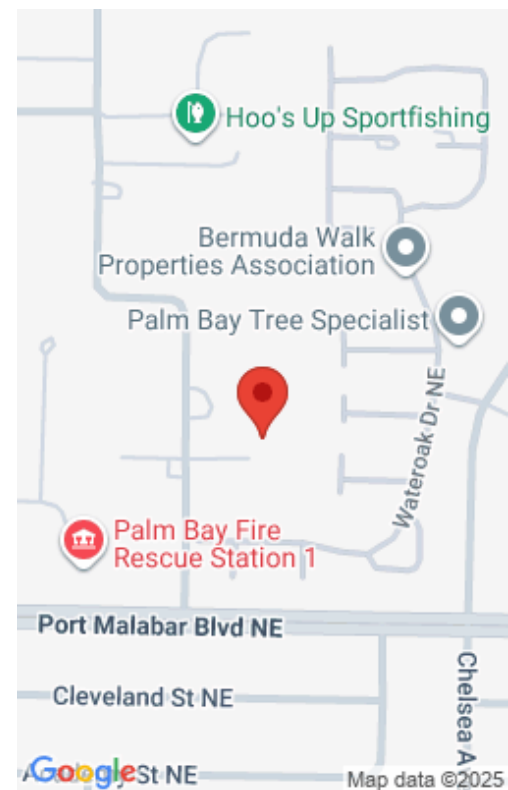 Hoo's Up Sportfishing
Bermuda Walk
Properties Association
Palm Bay Tree Specialist
Wateroak Dr NE
Palm Bay Fire
Rescue Station 1
Port Malabar Blvd NE
Cleveland St NE
Chelsea A
St NE
Google
Map data ©2025